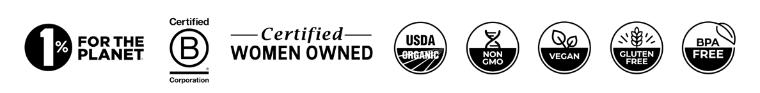 1% FOR THE PLANET
Certified
B
®
Corporation
Certified
WOMEN OWNED
USDA
ORGANIC
NON
GMO
VEGAN
GLUTEN
FREE
BPA
FREE